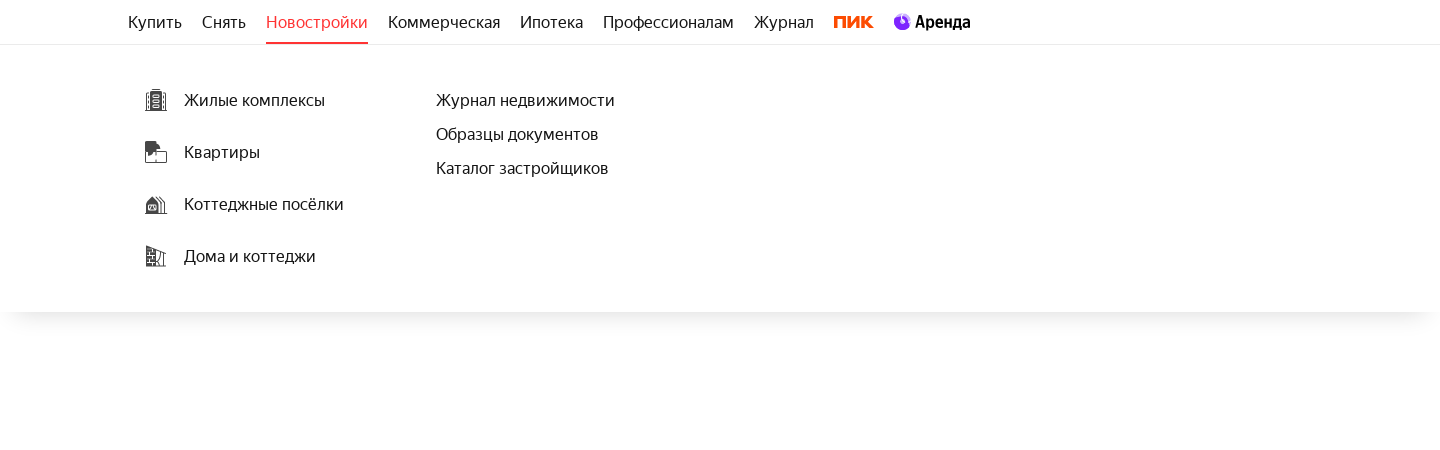 Купить Снять Новостройки Коммерческая Ипотека Профессионалам Журнал ПИК Аренда
Жилые комплексы
Квартиры
Коттеджные посёлки
Дома и коттеджи
Журнал недвижимости
Образцы документов
Каталог застройщиков